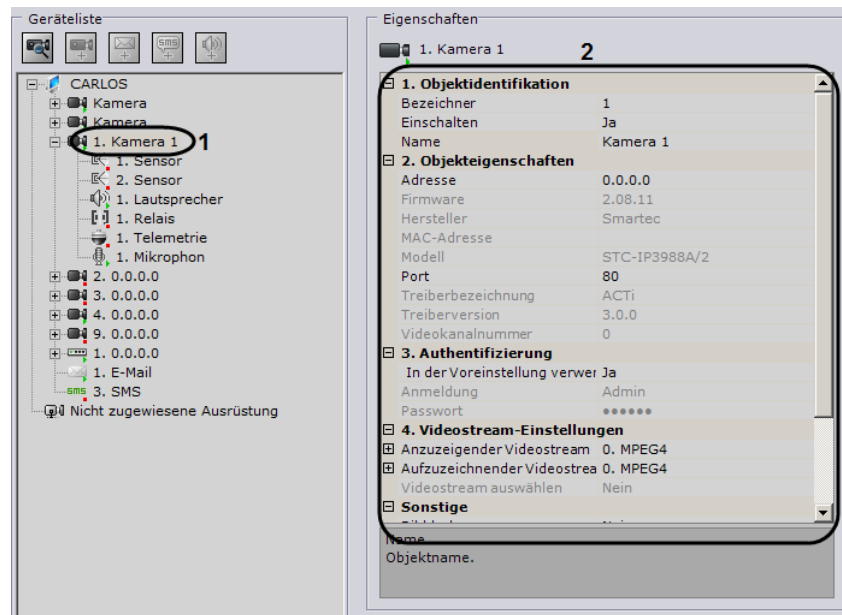 Geräteliste
sms
CARLOS
Kamera
Kamera
1. Kamera 1
1
1. Sensor
2. Sensor
1. Lautsprecher
1. Relais
1. Telemetrie
1. Mikrophon
2. 0.0.0.0
3. 0.0.0.0
4. 0.0.0.0
9. 0.0.0.0
1. 0.0.0.0
1. E-Mail
sms 3. SMS
Nicht zugewiesene Ausrüstung
Eigenschaften
1. Kamera 1
2
1. Objektidentifikation
Bezeichner 1
Einschalten Ja
Name Kamera 1
2. Objekteigenschaften
Adresse 0.0.0.0
Firmware 2.08.11
Hersteller Smartec
MAC-Adresse
Modell STC-IP3988A/2
Port 80
Treiberbezeichnung ACTi
Treiberversion 3.0.0
Videokanalnummer 0
3. Authentifizierung
In der Voreinstellung verwer Ja
Anmeldung Admin
Passwort ●●●●●●
4. Videostream-Einstellungen
Anzuzeigender Videostream 0. MPEG4
Aufzuzeichnender Videostrea 0. MPEG4
Videostream auswählen Nein
Sonstige
Name
Objektname.